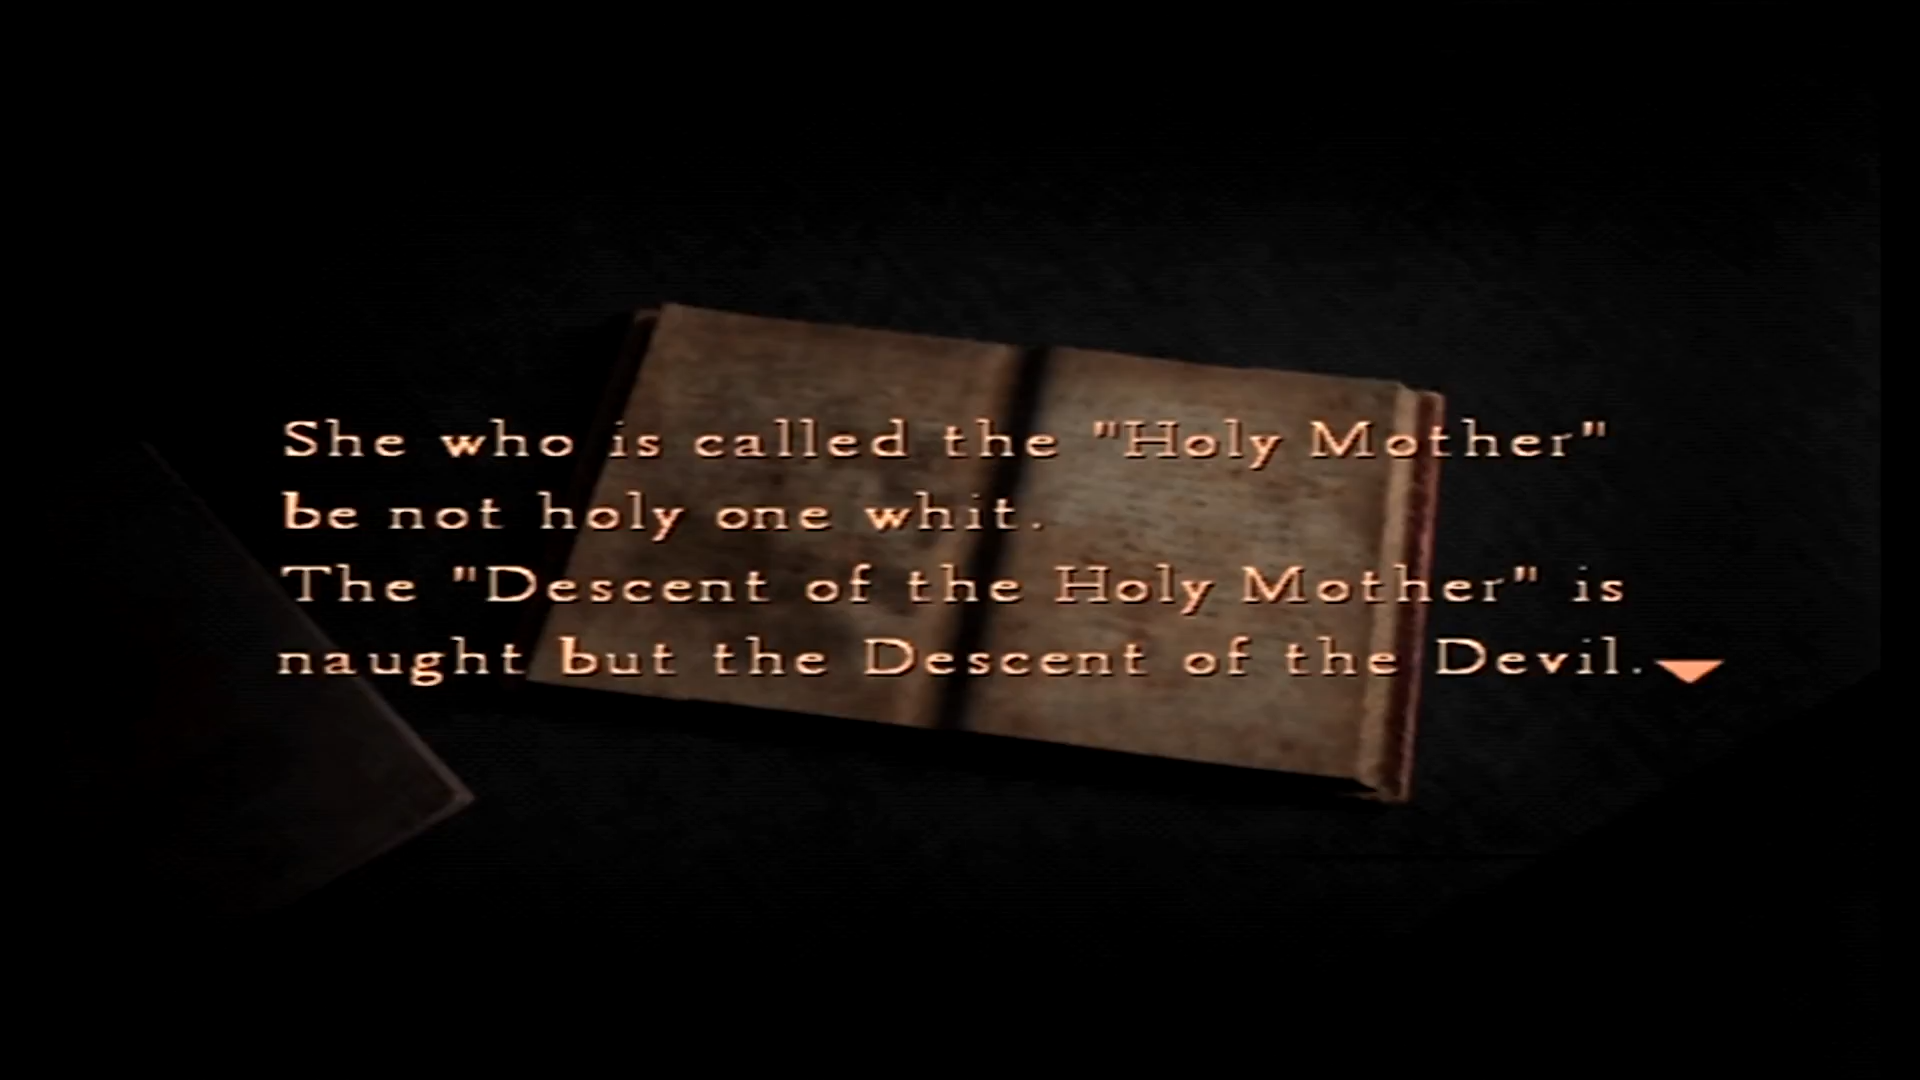 She who is called the "Holy Mother"
be not holy one whit.
The "Descent of the Holy Mother" is
naught but the Descent of the Devil.